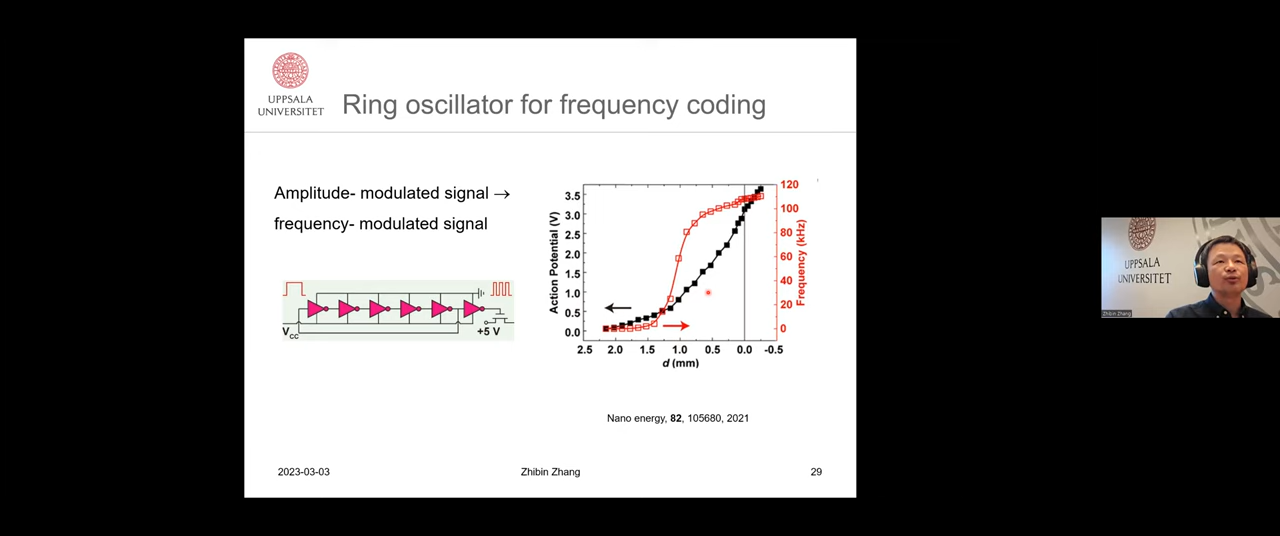 UPPSALA
UNIVERSITET
Ring oscillator for frequency coding
Amplitude- modulated signal →
frequency- modulated signal
V_CC
+5 V
Action Potential (V)
3.5
3.0
2.5
2.0
1.5
1.0
0.5
0.0
120
100
80
60
40
20
0
Frequency (kHz)
2.5 2.0 1.5 1.0 0.5 0.0 -0.5
d (mm)
Nano energy, 82, 105680, 2021
2023-03-03
Zhibin Zhang
29
UPPSALA
UNIVERSITET
Zhibin Zhang